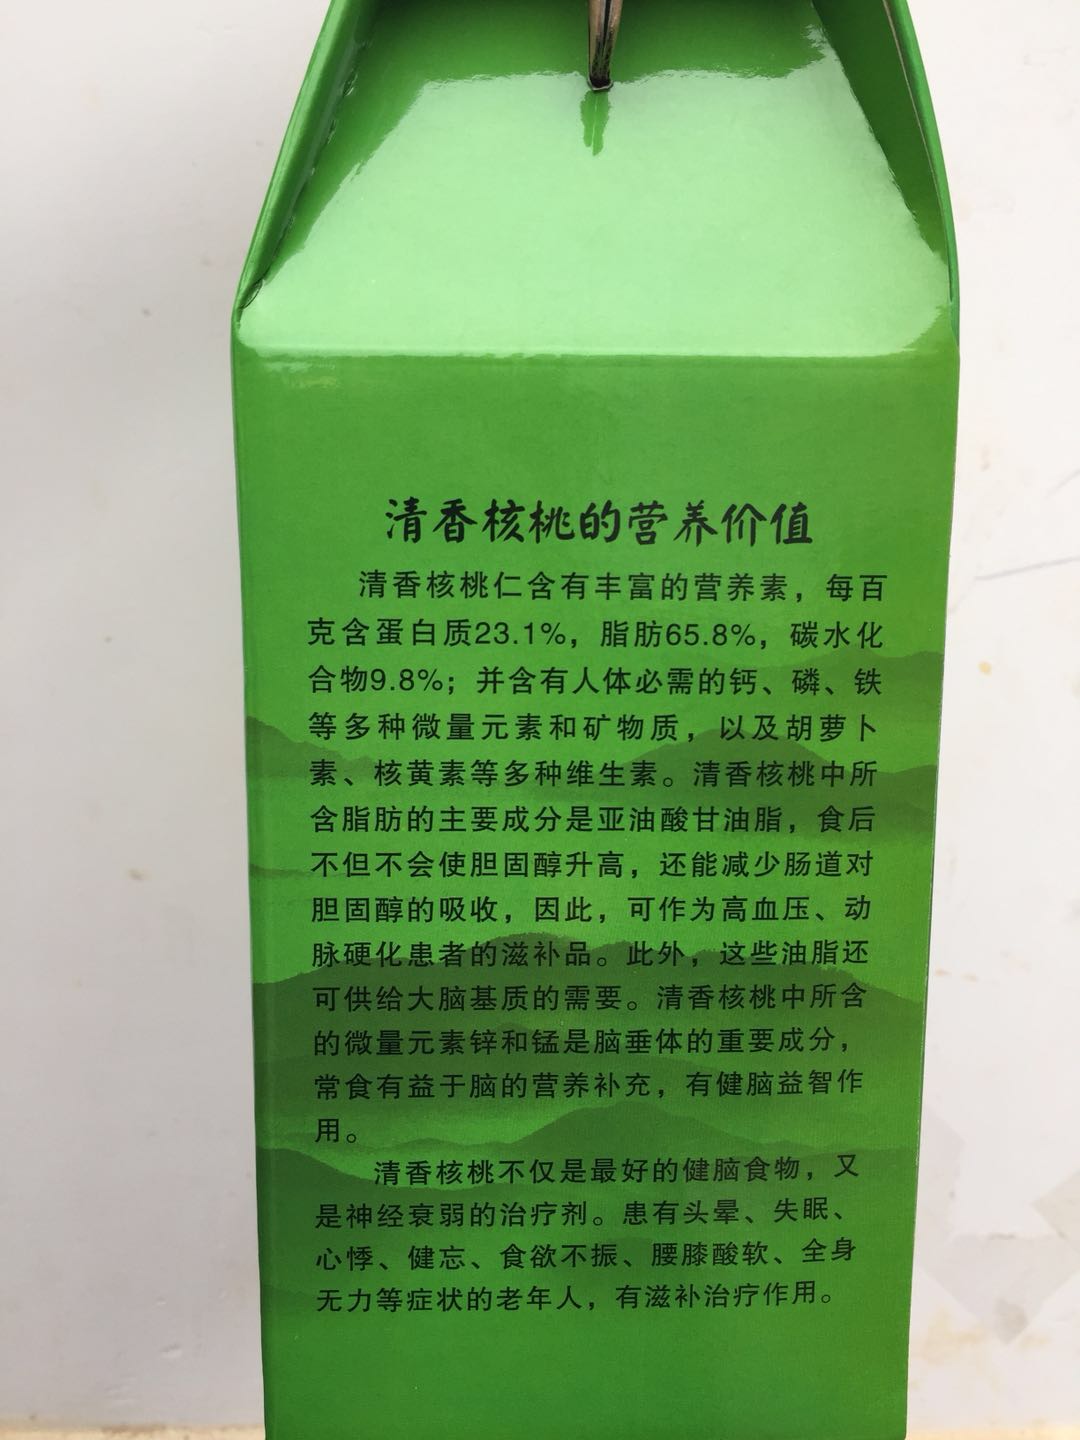 清香核桃的营养价值
清香核桃仁含有丰富的营养素，每百
克含蛋白质23.1%，脂肪65.8%，碳水化
合物9.8%；并含有人体必需的钙、磷、铁
等多种微量元素和矿物质，以及胡萝卜
素、核黄素等多种维生素。清香核桃中所
含脂肪的主要成分是亚油酸甘油脂，食后
不但不会使胆固醇升高，还能减少肠道对
胆固醇的吸收，因此，可作为高血压、动
脉硬化患者的滋补品。此外，这些油脂还
可供给大脑基质的需要。清香核桃中所含
的微量元素锌和锰是脑垂体的重要成分，
常食有益于脑的营养补充，有健脑益智作
用。
清香核桃不仅是最好的健脑食物，又
是神经衰弱的治疗剂。患有头晕、失眠、
心悸、健忘、食欲不振、腰膝酸软、全身
无力等症状的老年人，有滋补治疗作用。